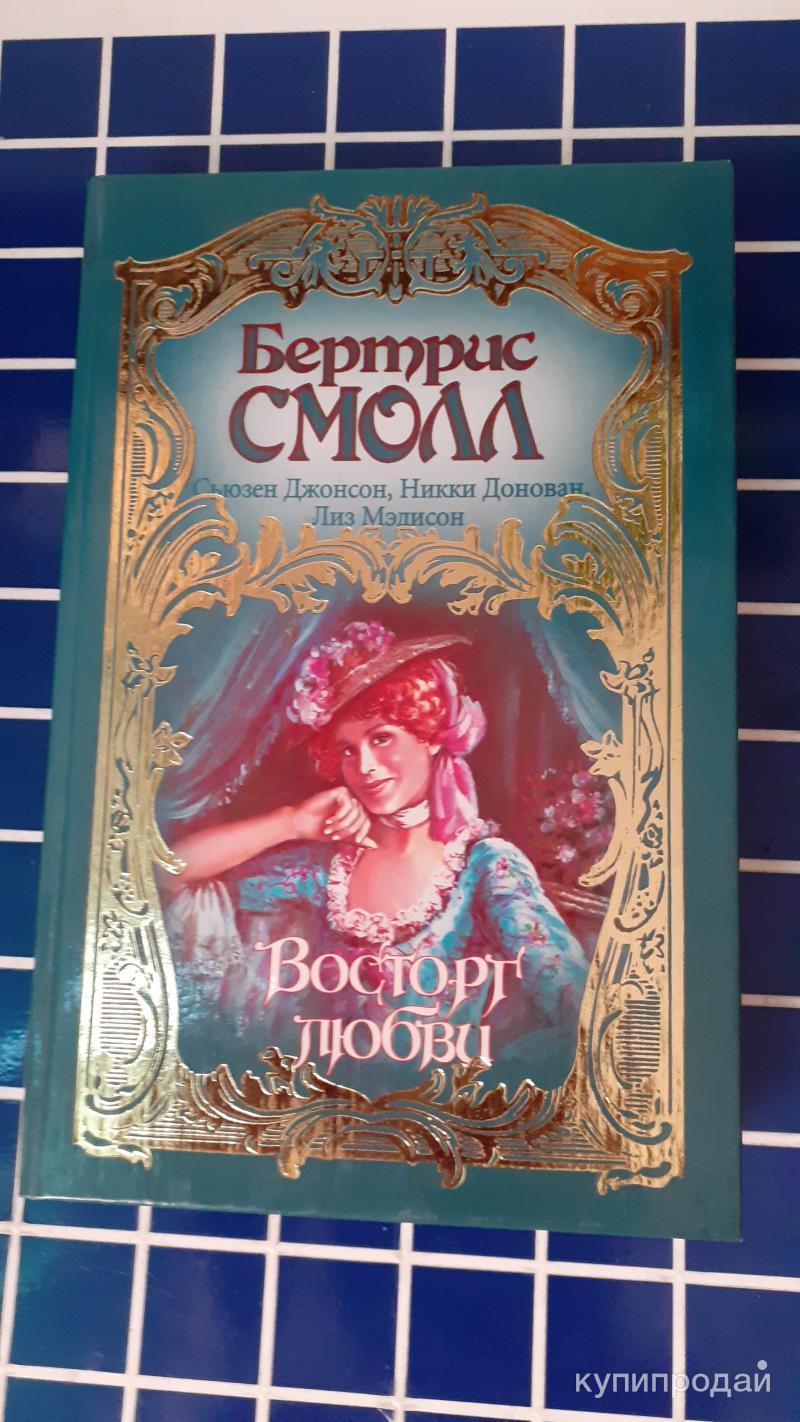 Бертрис
СМОЛЛ
Сьюзен Джонсон, Никки Донован,
Лиз Мэдисон
Восторг
любви
купипродай